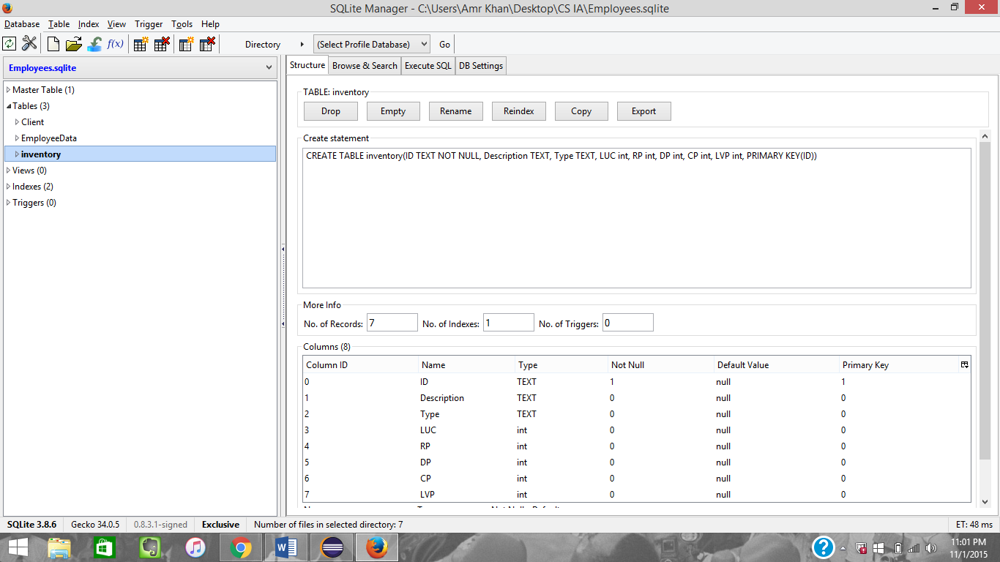 SQLite Manager - C:\Users\Amr Khan\Desktop\CS IA\Employees.sqlite
Database Table Index View Trigger Tools Help
f(x) Directory (Select Profile Database) Go
Employees.sqlite
Master Table (1)
Tables (3)
Client
EmployeeData
inventory
Views (0)
Indexes (2)
Triggers (0)
Structure Browse & Search Execute SQL DB Settings
TABLE: inventory
Drop Empty Rename Reindex Copy Export
Create statement
CREATE TABLE inventory(ID TEXT NOT NULL, Description TEXT, Type TEXT, LUC int, RP int, DP int, CP int, LVP int, PRIMARY KEY(ID))
More Info
No. of Records: 7 No. of Indexes: 1 No. of Triggers: 0
Columns (8)
Column ID Name Type Not Null Default Value Primary Key
0 ID TEXT 1 null 1
1 Description TEXT 0 null 0
2 Type TEXT 0 null 0
3 LUC int 0 null 0
4 RP int 0 null 0
5 DP int 0 null 0
6 CP int 0 null 0
7 LVP int 0 null 0
SQLite 3.8.6 Gecko 34.0.5 0.8.3.1-signed Exclusive Number of files in selected directory: 7 ET: 48 ms
11:01 PM
11/1/2015